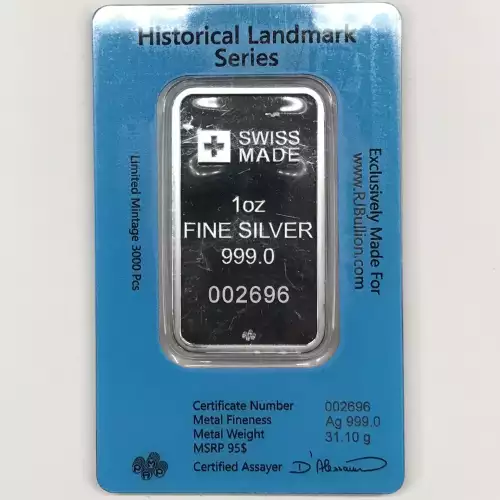 Historical Landmark
Series
SWISS
MADE
1oz
FINE SILVER
999.0
002696
Limited Mintage 3000 Pcs
Exclusively Made For
www.RJBullion.com
Certificate Number 002696
Metal Fineness Ag 999.0
Metal Weight 31.10 g
MSRP 95$
Certified Assayer